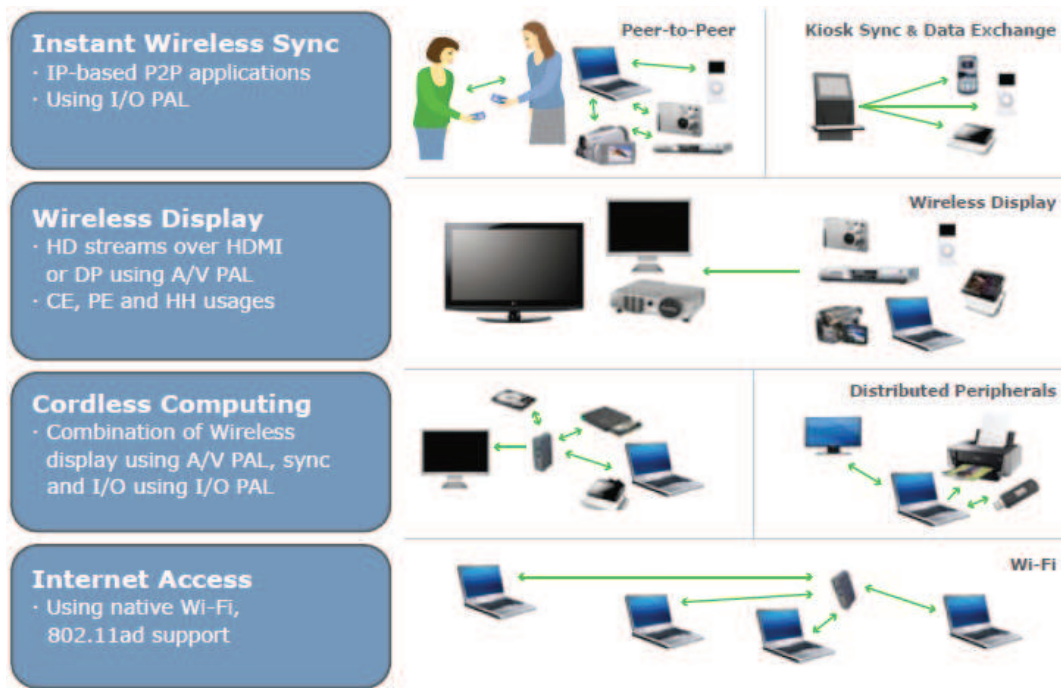 Instant Wireless Sync
· IP-based P2P applications
· Using I/O PAL
Peer-to-Peer
Kiosk Sync & Data Exchange
Wireless Display
· HD streams over HDMI
or DP using A/V PAL
· CE, PE and HH usages
Wireless Display
Cordless Computing
· Combination of Wireless
display using A/V PAL, sync
and I/O using I/O PAL
Distributed Peripherals
Internet Access
· Using native Wi-Fi,
802.11ad support
Wi-Fi